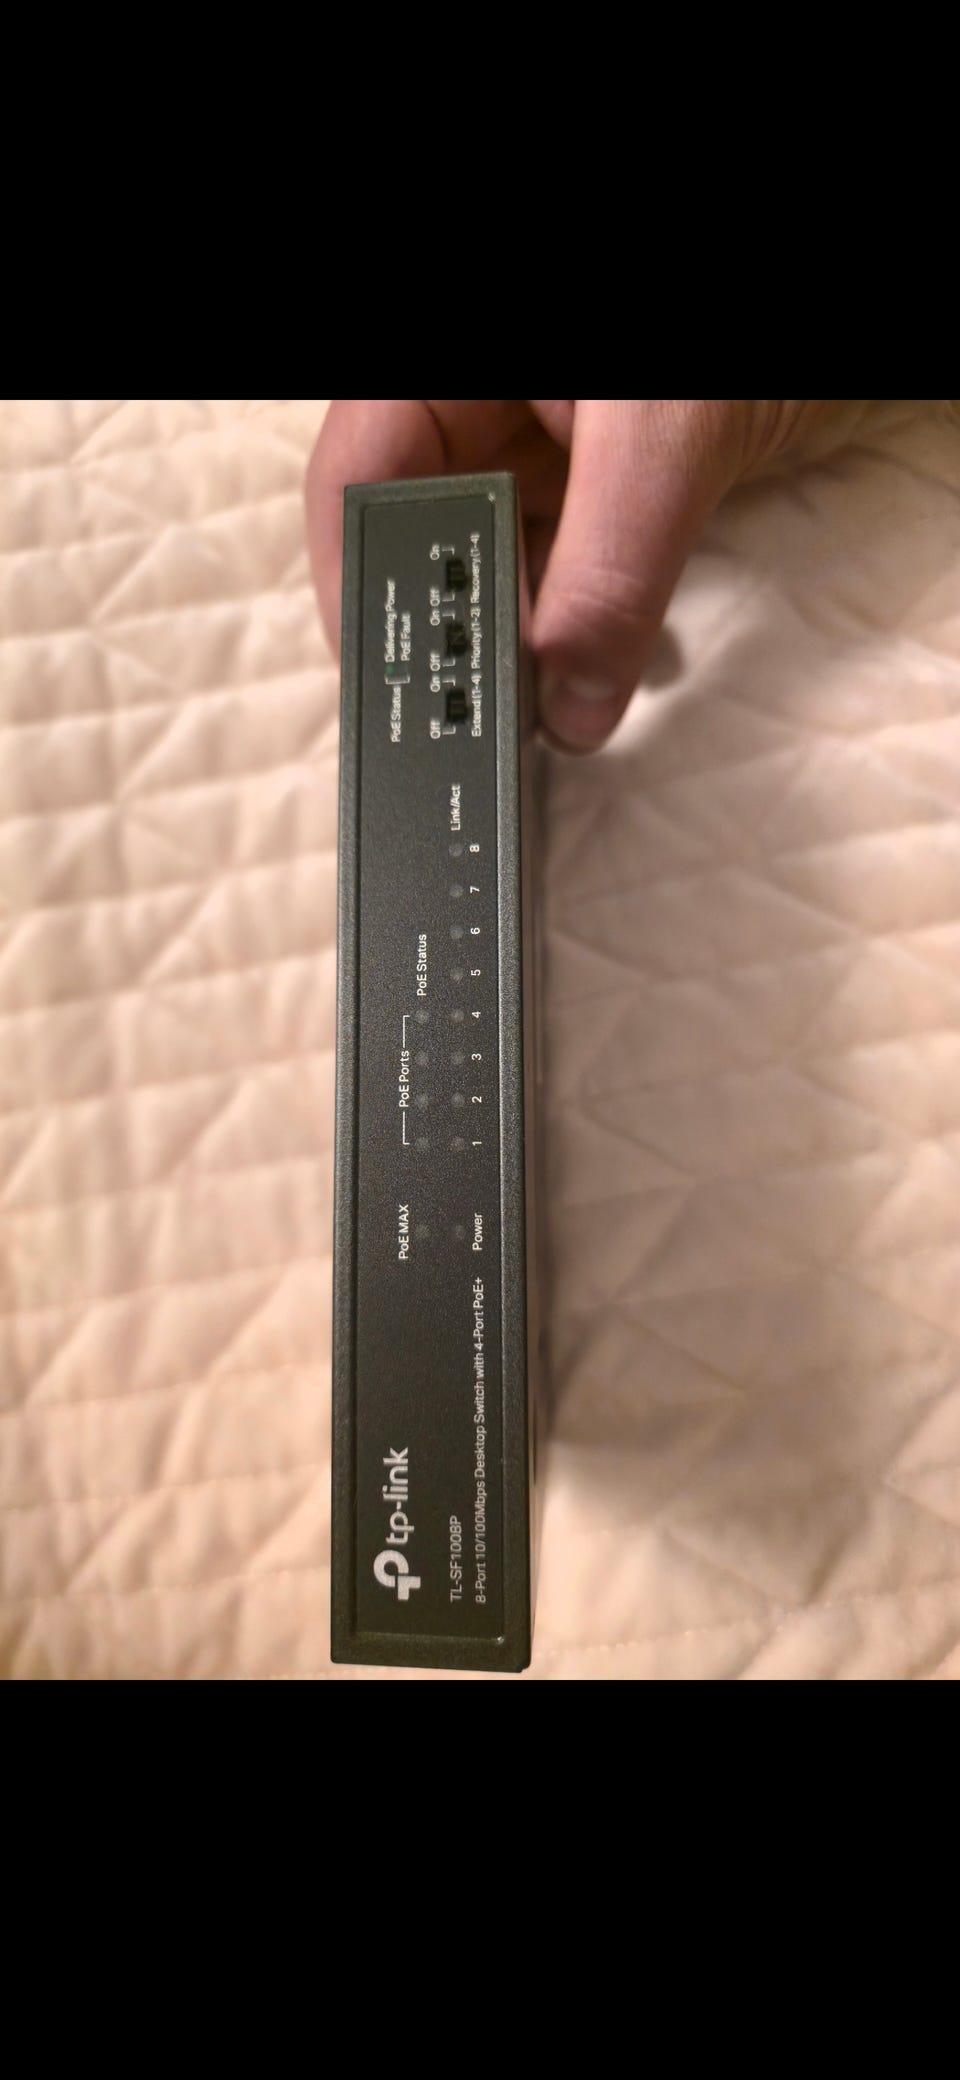 tp-link
TL-SF1008P
8-Port 10/100Mbps Desktop Switch with 4-Port PoE+
PoE MAX
Power
PoE Ports
PoE Status
1 2 3 4 5 6 7 8 Link/Act
PoE Status Delivering Power
PoE Fault
Off On Off On Off On
Extend (1-4) Priority (1-2) Recovery (1-4)